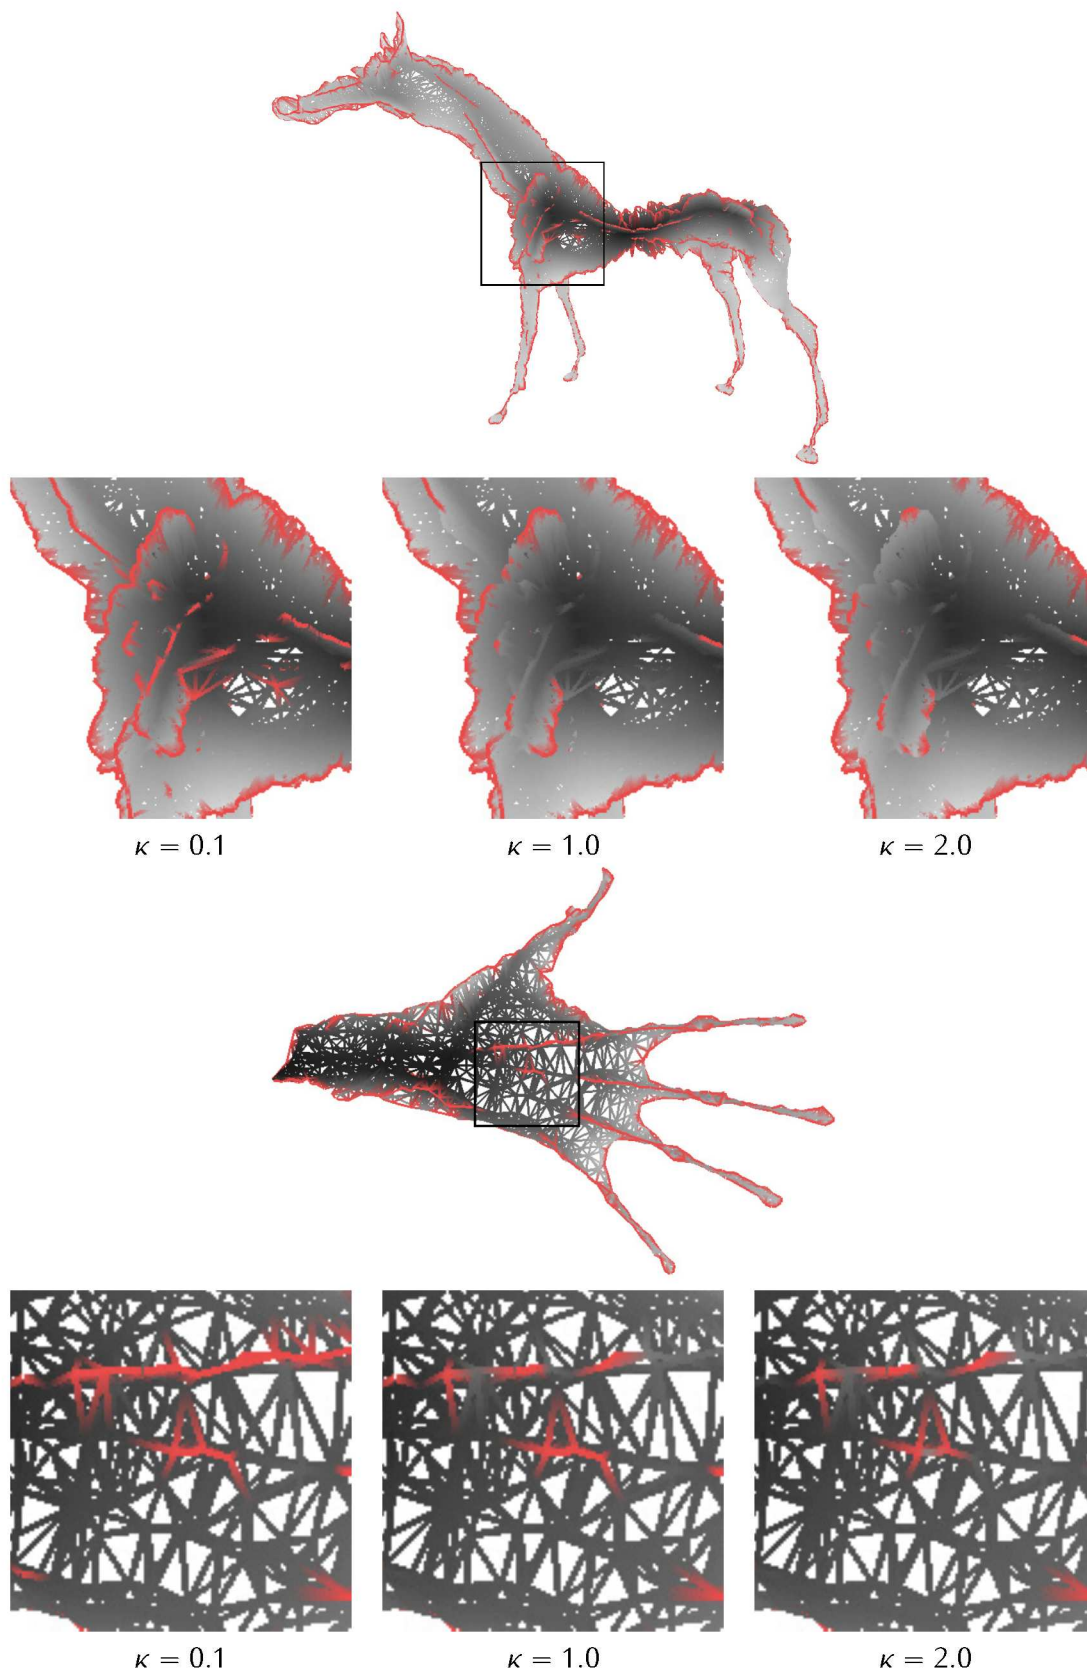 κ = 0.1 κ = 1.0 κ = 2.0
κ = 0.1 κ = 1.0 κ = 2.0